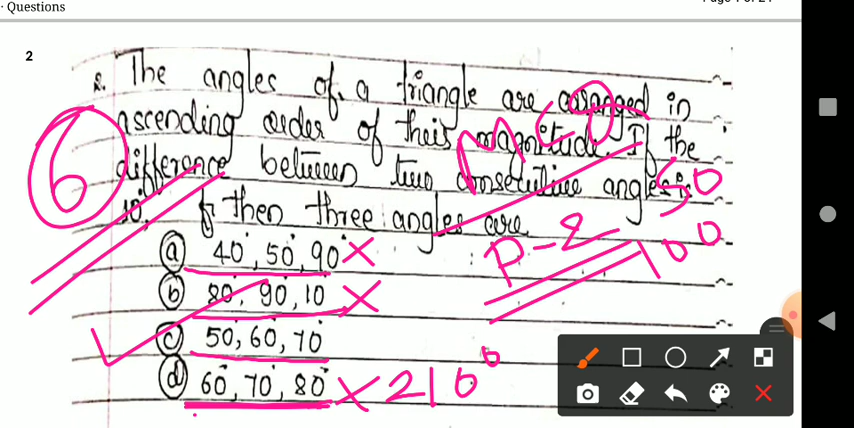 · Questions
2
2. The angles of a triangle are arranged in
ascending order of their magnitude. If the
difference between two consecutive angles is
10°, then three angles are
6
MCQ
50
P-2
100
(a) 40°, 50°, 90° ×
(b) 80°, 90°, 10 ×
(c) 50°, 60°, 70°
(d) 60°, 70°, 80° × 210°